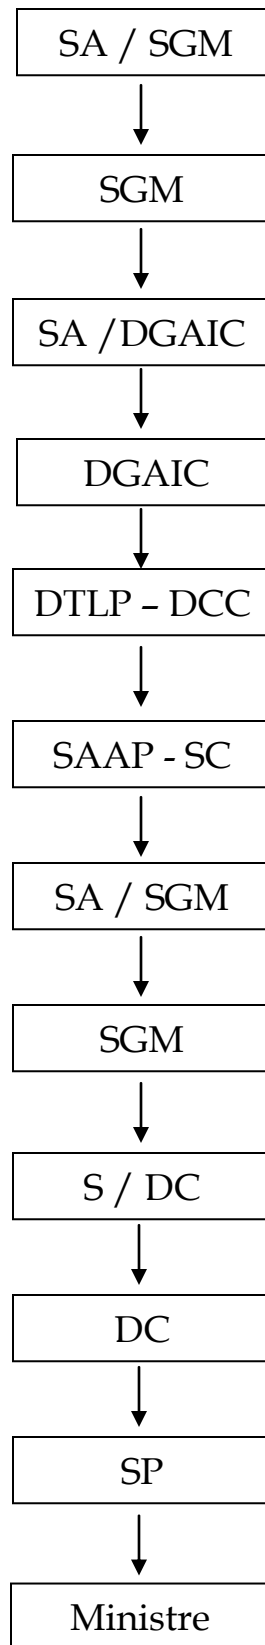 SA / SGM
SGM
SA /DGAIC
DGAIC
DTLP – DCC
SAAP - SC
SA / SGM
SGM
S / DC
DC
SP
Ministre